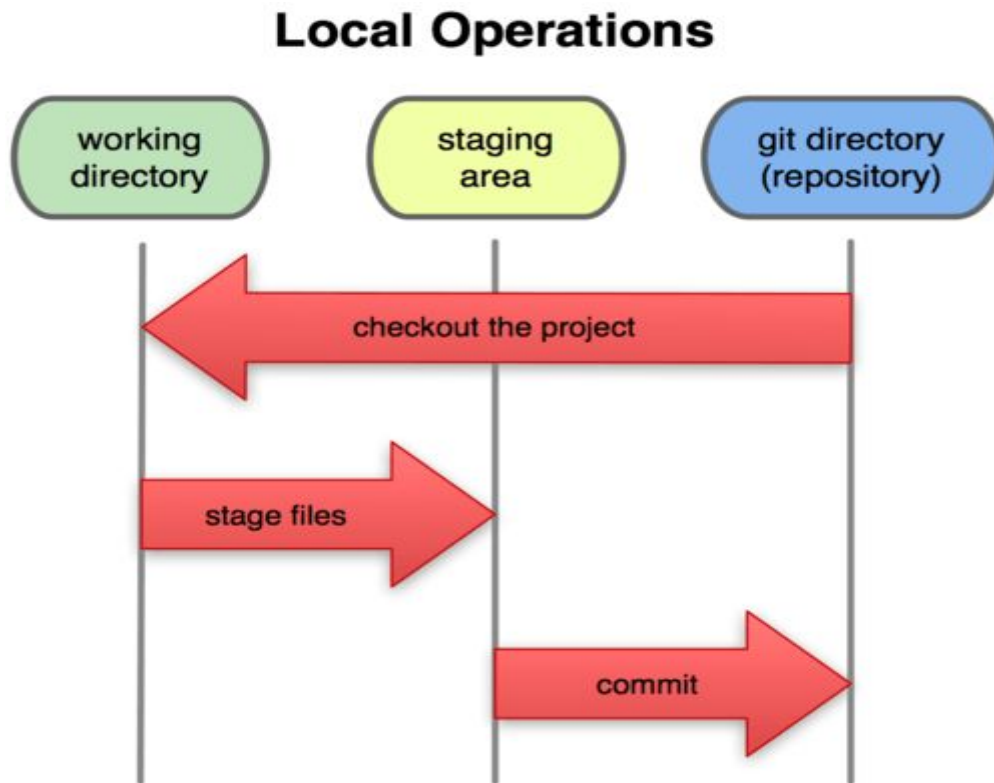 Local Operations
working
directory
staging
area
git directory
(repository)
checkout the project
stage files
commit